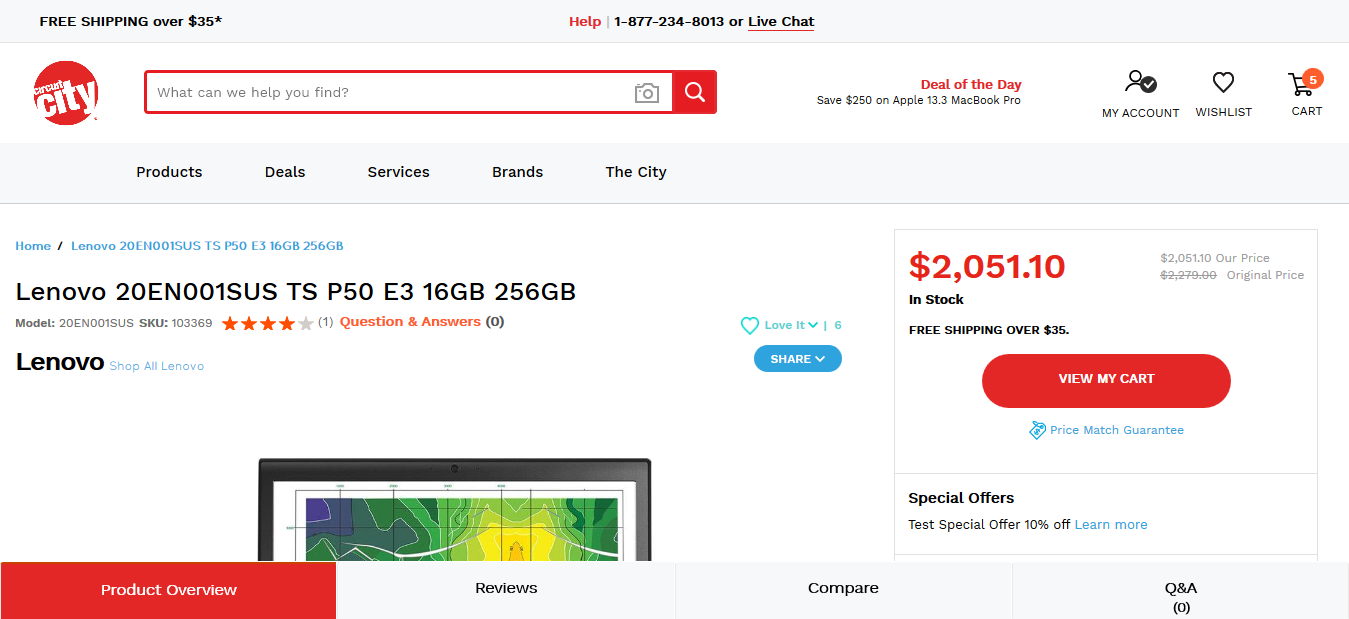 FREE SHIPPING over $35*
Help | 1-877-234-8013 or Live Chat
circuit city
What can we help you find?
Deal of the Day
Save $250 on Apple 13.3 MacBook Pro
MY ACCOUNT
WISHLIST
5
CART
Products
Deals
Services
Brands
The City
Home / Lenovo 20EN001SUS TS P50 E3 16GB 256GB
Lenovo 20EN001SUS TS P50 E3 16GB 256GB
Model: 20EN001SUS SKU: 103369 (1) Question & Answers (0)
Love It | 6
SHARE
Lenovo Shop All Lenovo
$2,051.10
$2,051.10 Our Price
$2,279.00 Original Price
In Stock
FREE SHIPPING OVER $35.
VIEW MY CART
Price Match Guarantee
Special Offers
Test Special Offer 10% off Learn more
Product Overview
Reviews
Compare
Q&A
(0)